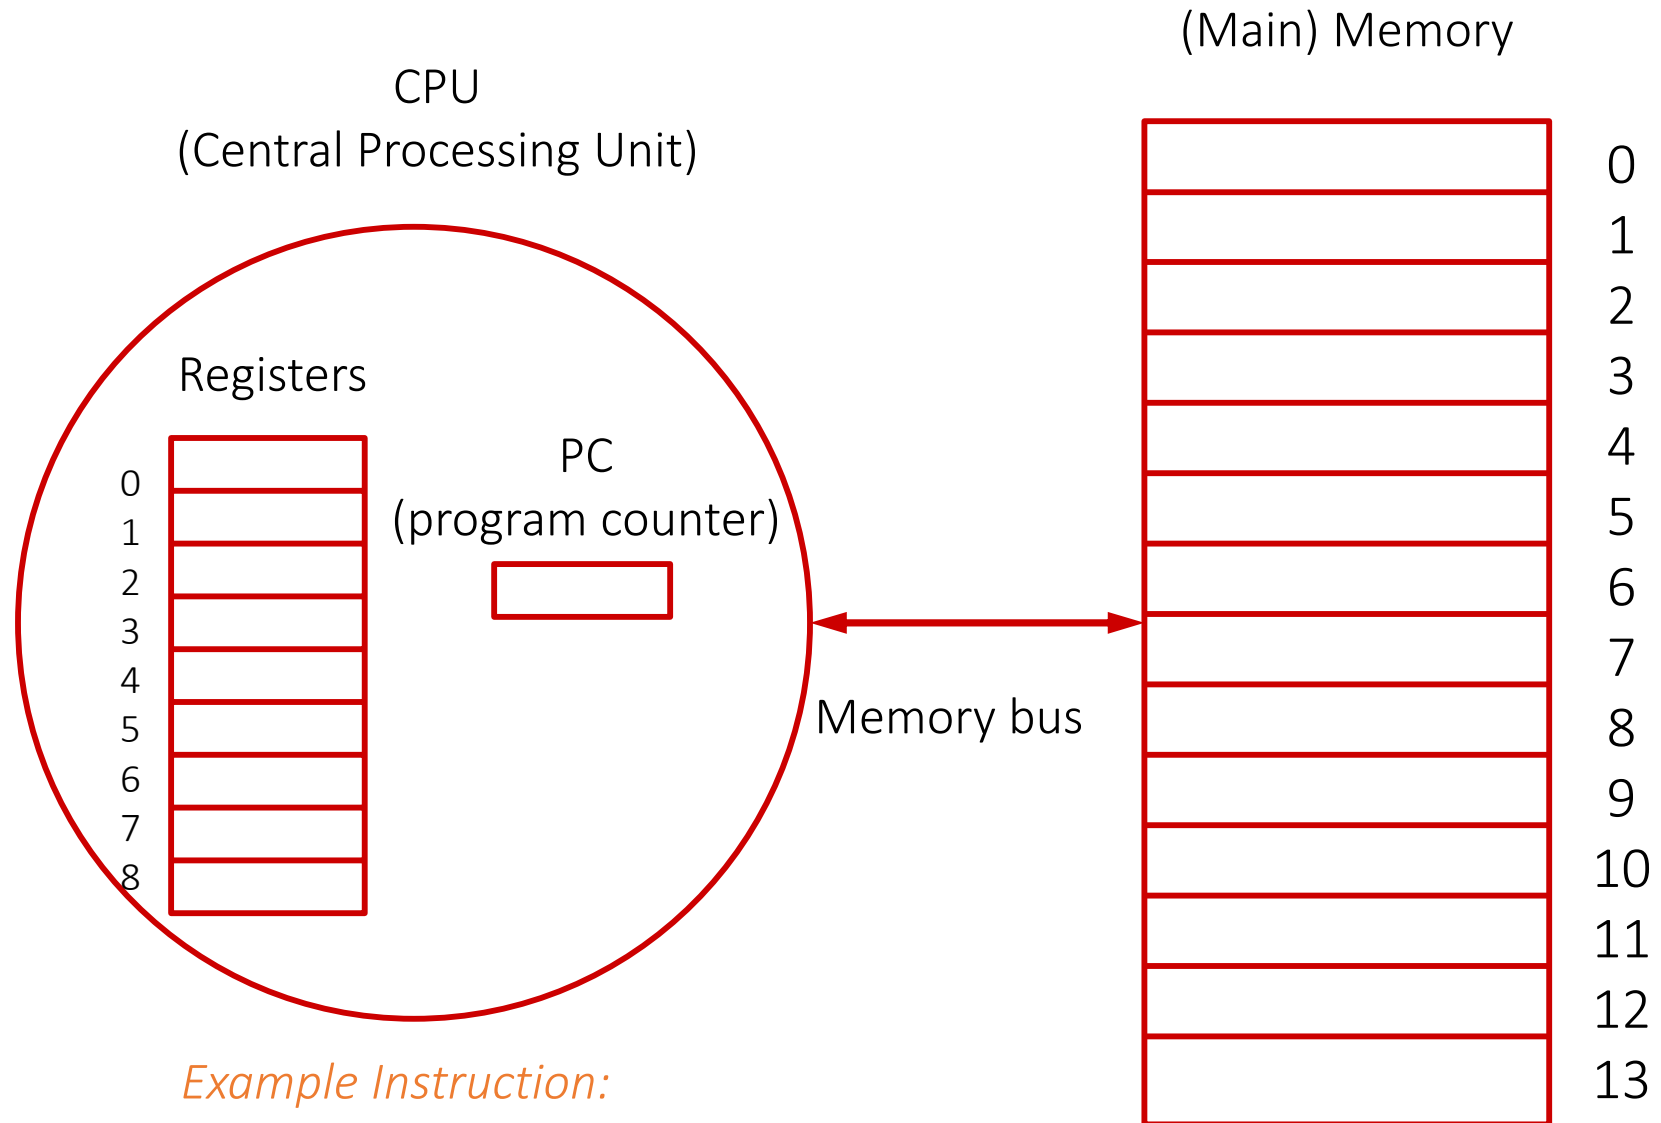 (Main) Memory
CPU
(Central Processing Unit)
Registers
PC
(program counter)
0
1
2
3
4
5
6
7
8
Memory bus
0
1
2
3
4
5
6
7
8
9
10
11
12
13
Example Instruction: